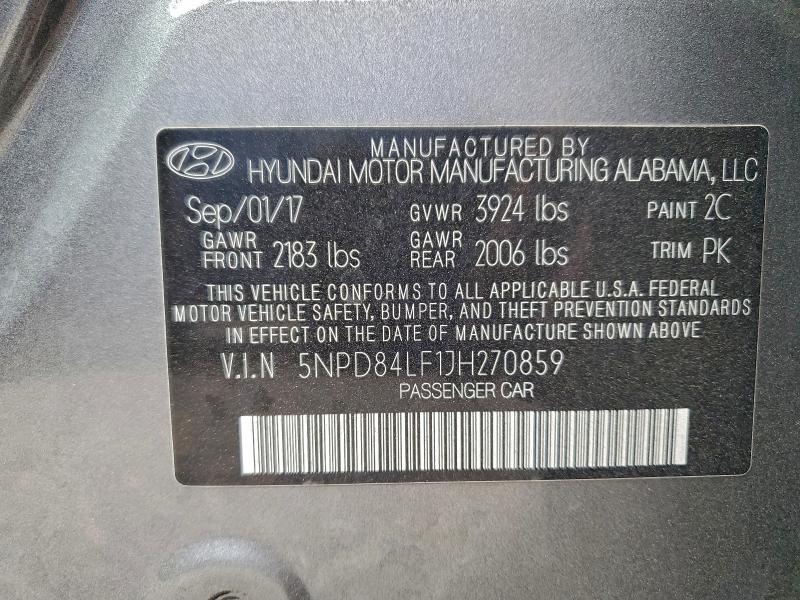 MANUFACTURED BY
HYUNDAI MOTOR MANUFACTURING ALABAMA, LLC
Sep/01/17 GVWR 3924 lbs PAINT 2C
GAWR FRONT 2183 lbs GAWR REAR 2006 lbs TRIM PK
THIS VEHICLE CONFORMS TO ALL APPLICABLE U.S.A. FEDERAL
MOTOR VEHICLE SAFETY, BUMPER, AND THEFT PREVENTION STANDARDS
IN EFFECT ON THE DATE OF MANUFACTURE SHOWN ABOVE.
V.I.N 5NPD84LF1JH270859
PASSENGER CAR